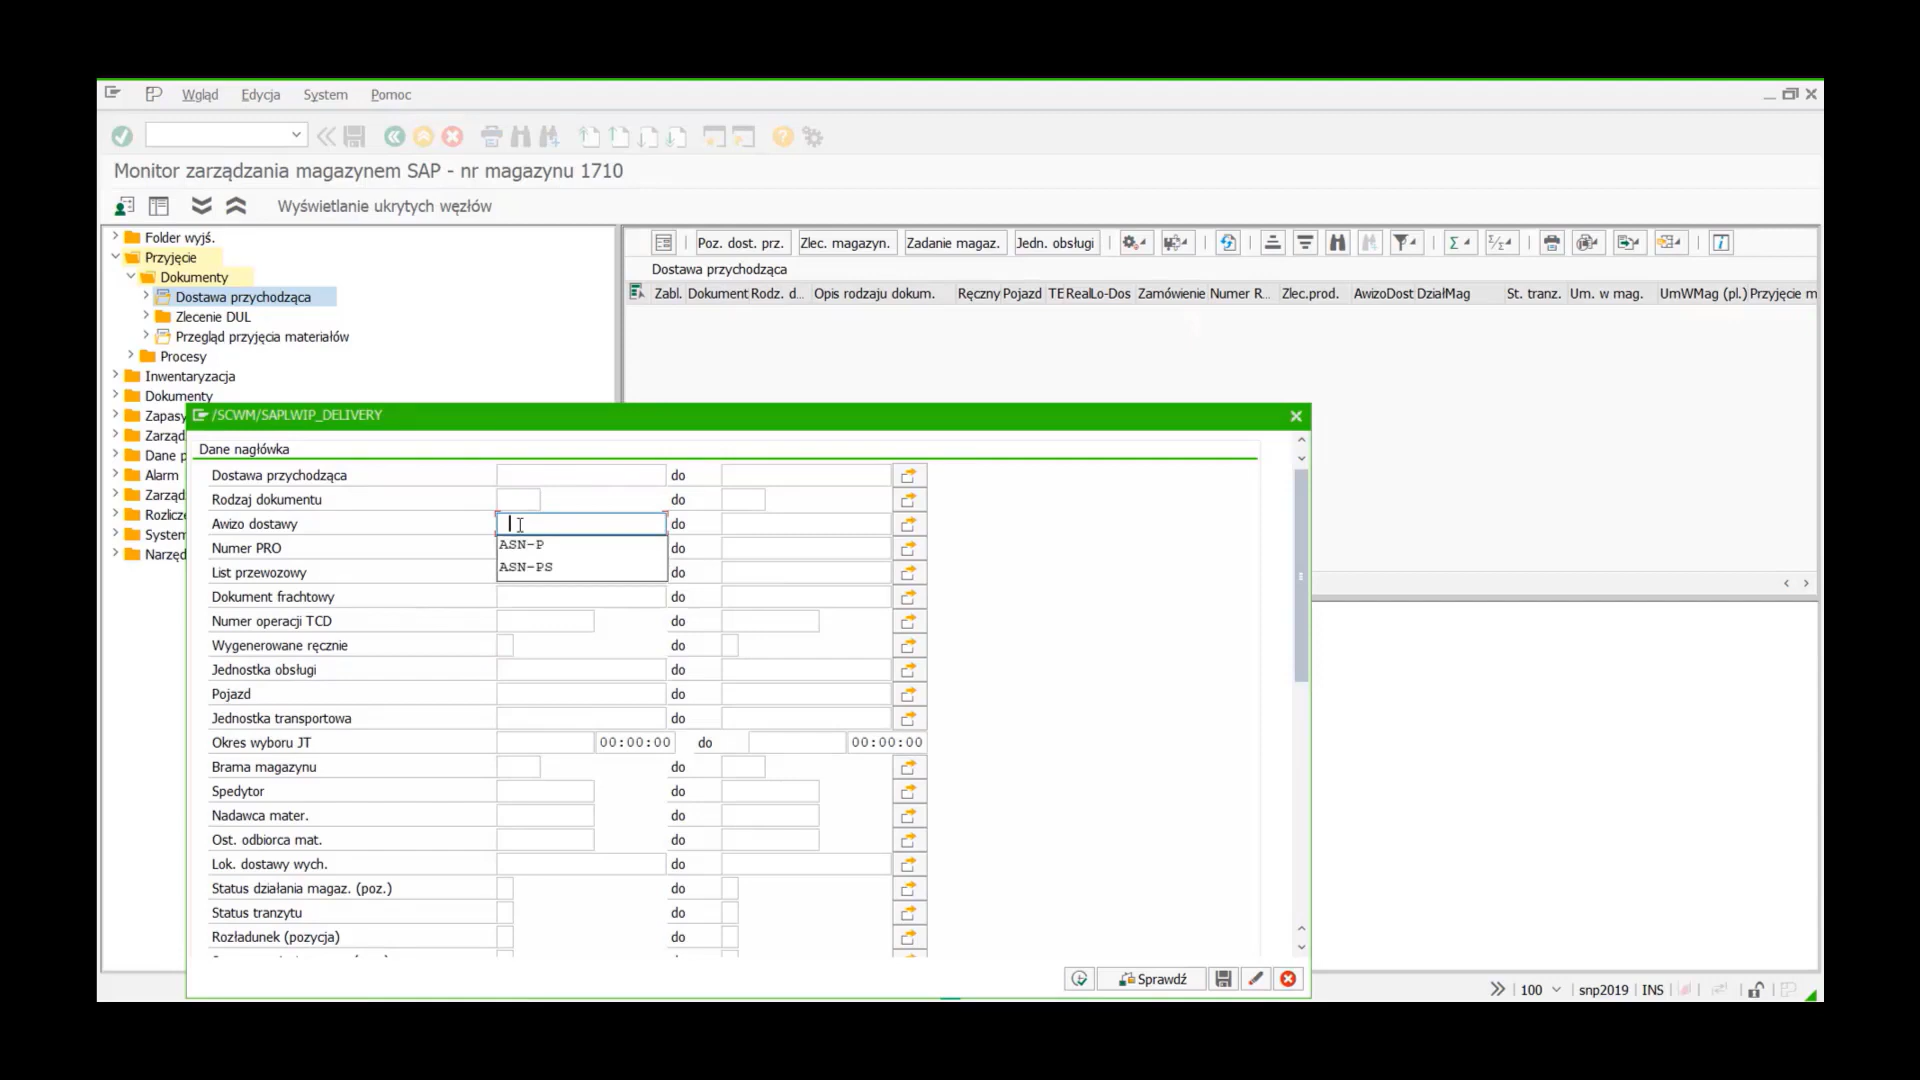 Wgląd Edycja System Pomoc
Monitor zarządzania magazynem SAP - nr magazynu 1710
Wyświetlanie ukrytych węzłów
Folder wyjś.
Przyjęcie
Dokumenty
Dostawa przychodząca
Zlecenie DUL
Przegląd przyjęcia materiałów
Procesy
Inwentaryzacja
Dokumenty
Zapasy
Zarząd
Dane p
Alarm
Zarząd
Rozlicze
System
Narzęd
Poz. dost. prz. Zlec. magazyn. Zadanie magaz. Jedn. obsługi
Dostawa przychodząca
Zabl. Dokument Rodz. d... Opis rodzaju dokum. Ręczny Pojazd TE RealLo-Dos Zamówienie Numer R... Zlec.prod. AwizoDost DziałMag St. tranz. Um. w mag. UmWMag (pl.) Przyjęcie m
/SCWM/SAPLWIP_DELIVERY
Dane nagłówka
Dostawa przychodząca do
Rodzaj dokumentu do
Awizo dostawy do
ASN-P
ASN-PS
Numer PRO do
List przewozowy do
Dokument frachtowy do
Numer operacji TCD do
Wygenerowane ręcznie do
Jednostka obsługi do
Pojazd do
Jednostka transportowa do
Okres wyboru JT 00:00:00 do 00:00:00
Brama magazynu do
Spedytor do
Nadawca mater. do
Ost. odbiorca mat. do
Lok. dostawy wych. do
Status działania magaz. (poz.) do
Status tranzytu do
Rozładunek (pozycja) do
Sprawdź
100 snp2019 INS